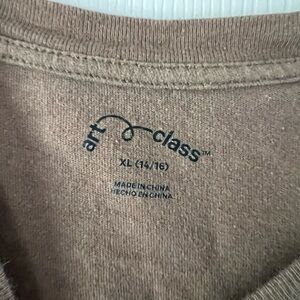 art class™
XL (14/16)
MADE IN CHINA
HECHO EN CHINA